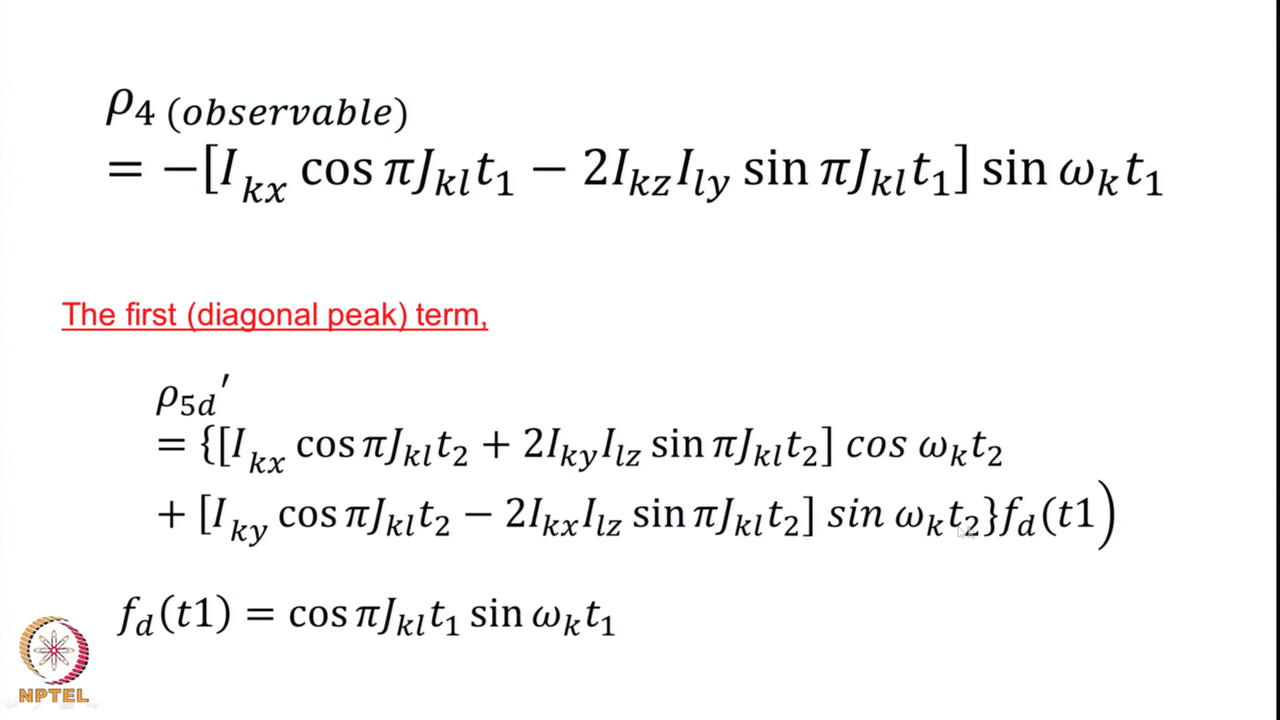 ρ₄ (observable)
= −[I_kx cos πJ_kl t₁ − 2I_kz I_ly sin πJ_kl t₁] sin ω_k t₁
The first (diagonal peak) term,
ρ_5d′
= {[I_kx cos πJ_kl t₂ + 2I_ky I_lz sin πJ_kl t₂] cos ω_k t₂
+ [I_ky cos πJ_kl t₂ − 2I_kx I_lz sin πJ_kl t₂] sin ω_k t₂}f_d(t1)
f_d(t1) = cos πJ_kl t₁ sin ω_k t₁
NPTEL